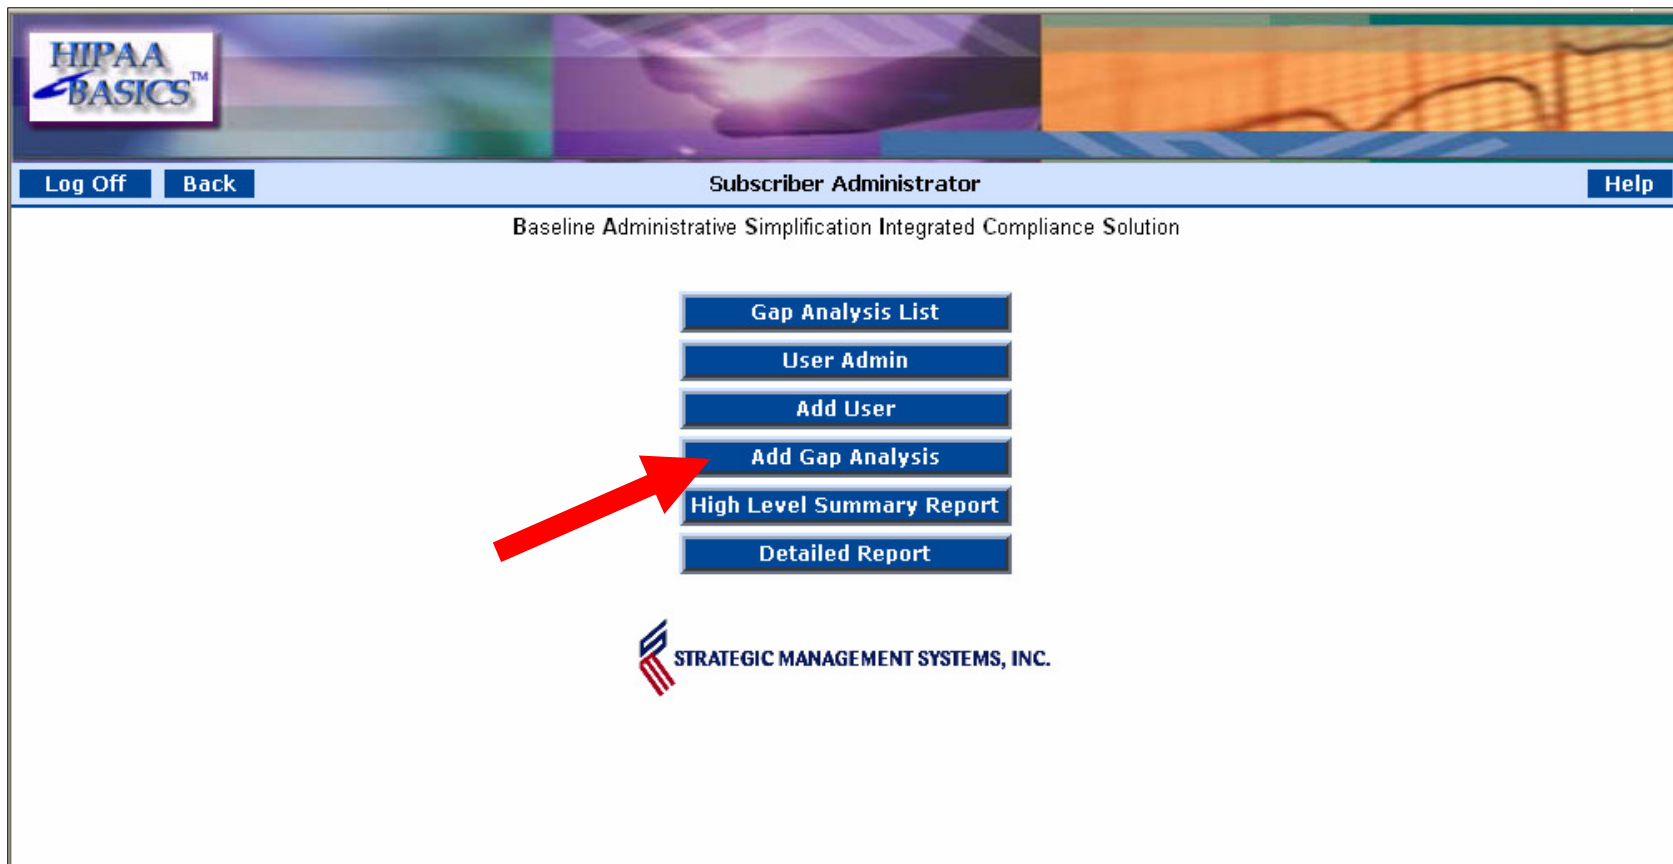 HIPAA
BASICS™
Log Off Back Subscriber Administrator Help
Baseline Administrative Simplification Integrated Compliance Solution
Gap Analysis List
User Admin
Add User
Add Gap Analysis
High Level Summary Report
Detailed Report
STRATEGIC MANAGEMENT SYSTEMS, INC.